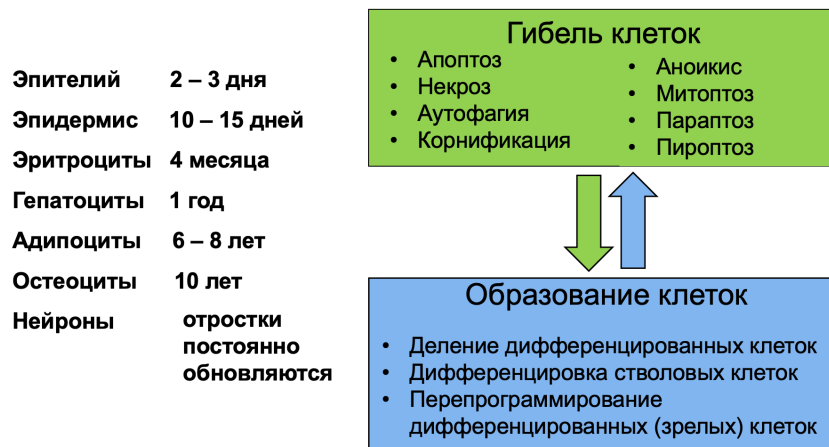 Эпителий 2 – 3 дня
Эпидермис 10 – 15 дней
Эритроциты 4 месяца
Гепатоциты 1 год
Адипоциты 6 – 8 лет
Остеоциты 10 лет
Нейроны отростки
постоянно
обновляются
Гибель клеток
• Апоптоз
• Некроз
• Аутофагия
• Корнификация
• Аноикис
• Митоптоз
• Параптоз
• Пироптоз
Образование клеток
• Деление дифференцированных клеток
• Дифференцировка стволовых клеток
• Перепрограммирование
дифференцированных (зрелых) клеток